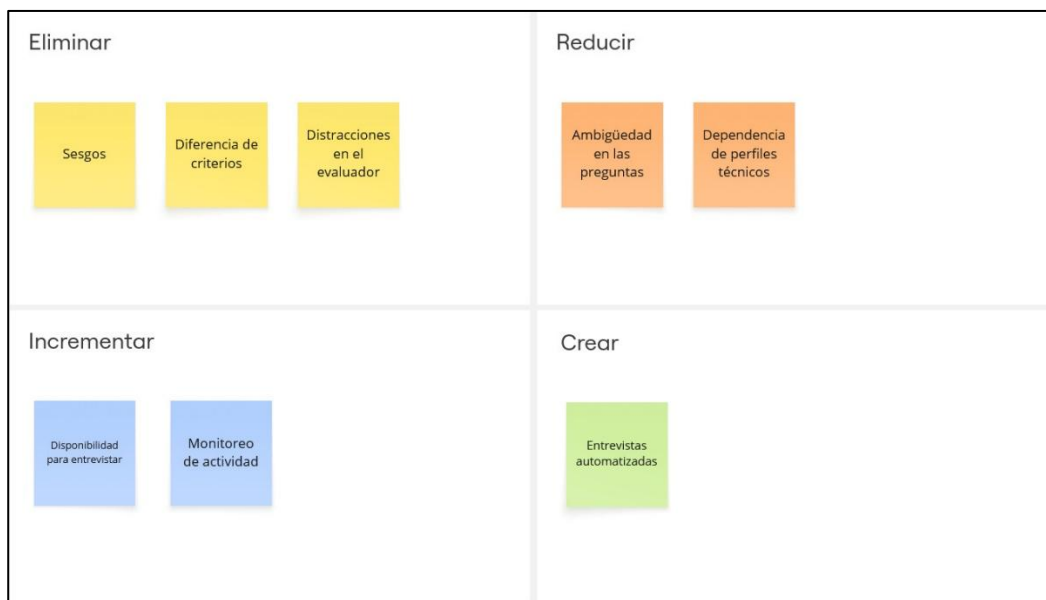 Eliminar
Sesgos
Diferencia de
criterios
Distracciones
en el
evaluador
Reducir
Ambigüedad
en las
preguntas
Dependencia
de perfiles
técnicos
Incrementar
Disponibilidad
para entrevistar
Monitoreo
de actividad
Crear
Entrevistas
automatizadas